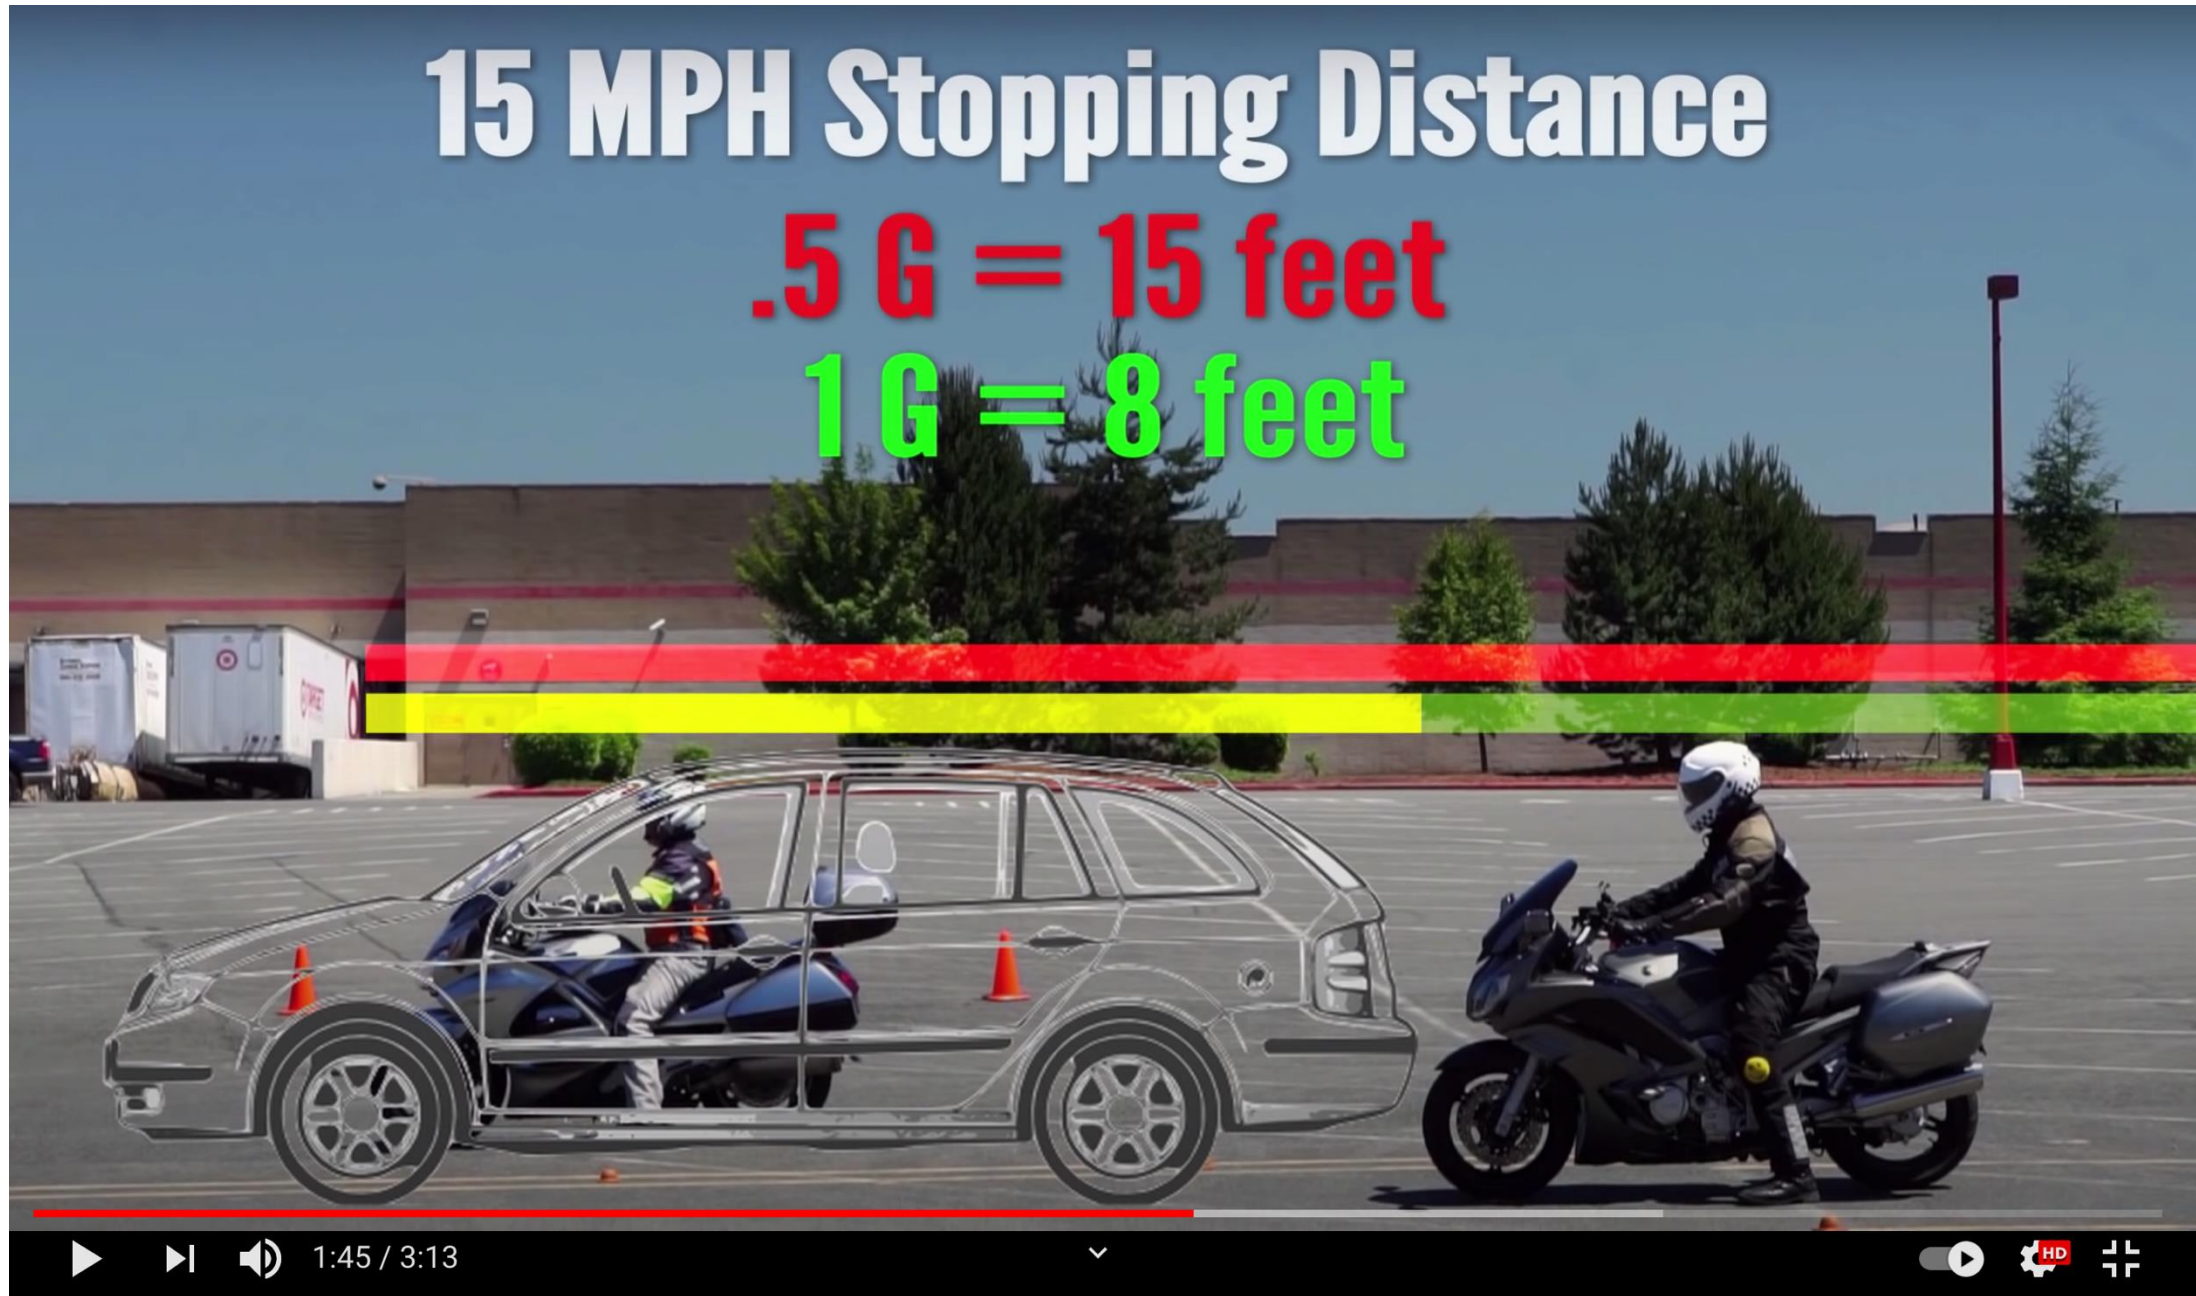 15 MPH Stopping Distance
.5 G = 15 feet
1 G = 8 feet
1:45 / 3:13
HD